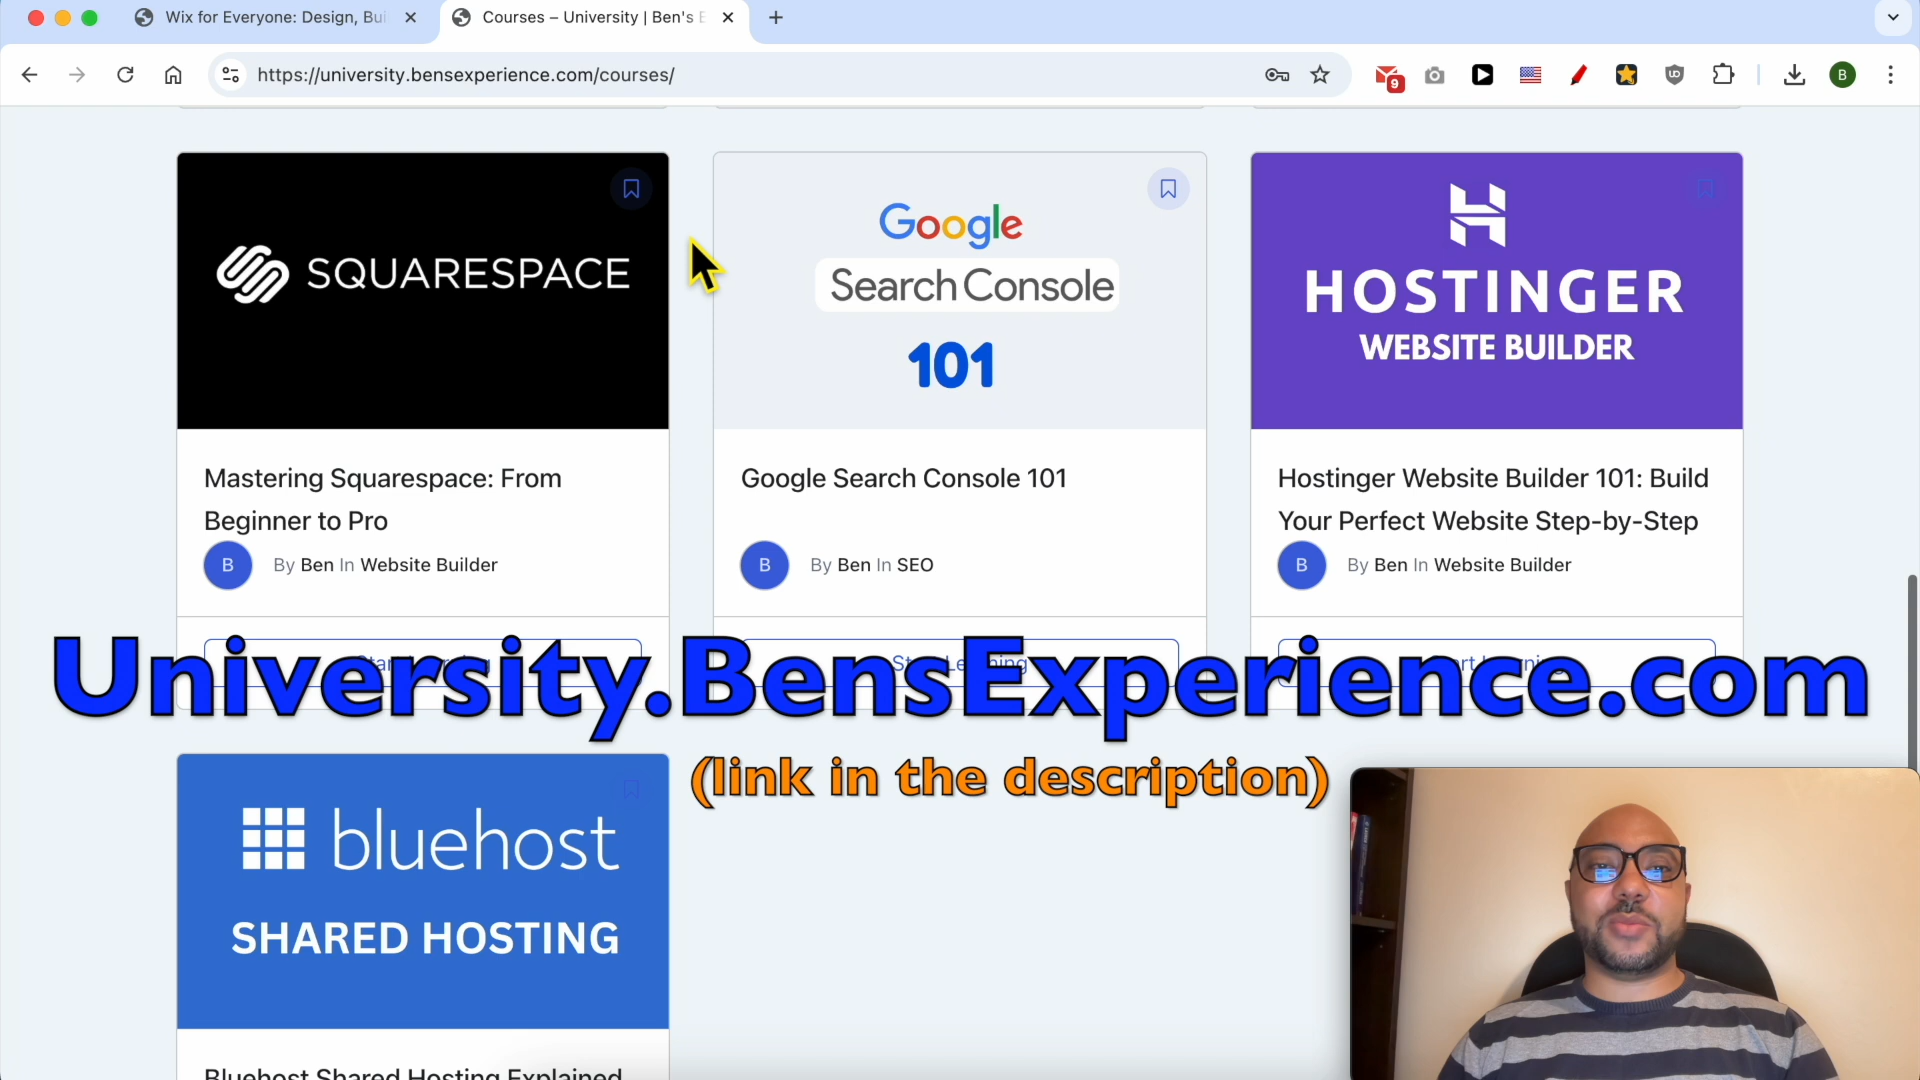 Wix for Everyone: Design, Bui
Courses – University | Ben's E
https://university.bensexperience.com/courses/
9
B
SQUARESPACE
Google
Search Console
101
HOSTINGER
WEBSITE BUILDER
Mastering Squarespace: From
Beginner to Pro
B
By Ben In Website Builder
Google Search Console 101
B
By Ben In SEO
Hostinger Website Builder 101: Build
Your Perfect Website Step-by-Step
B
By Ben In Website Builder
University.BensExperience.com
(link in the description)
bluehost
SHARED HOSTING
Bluehost Shared Hosting Explained